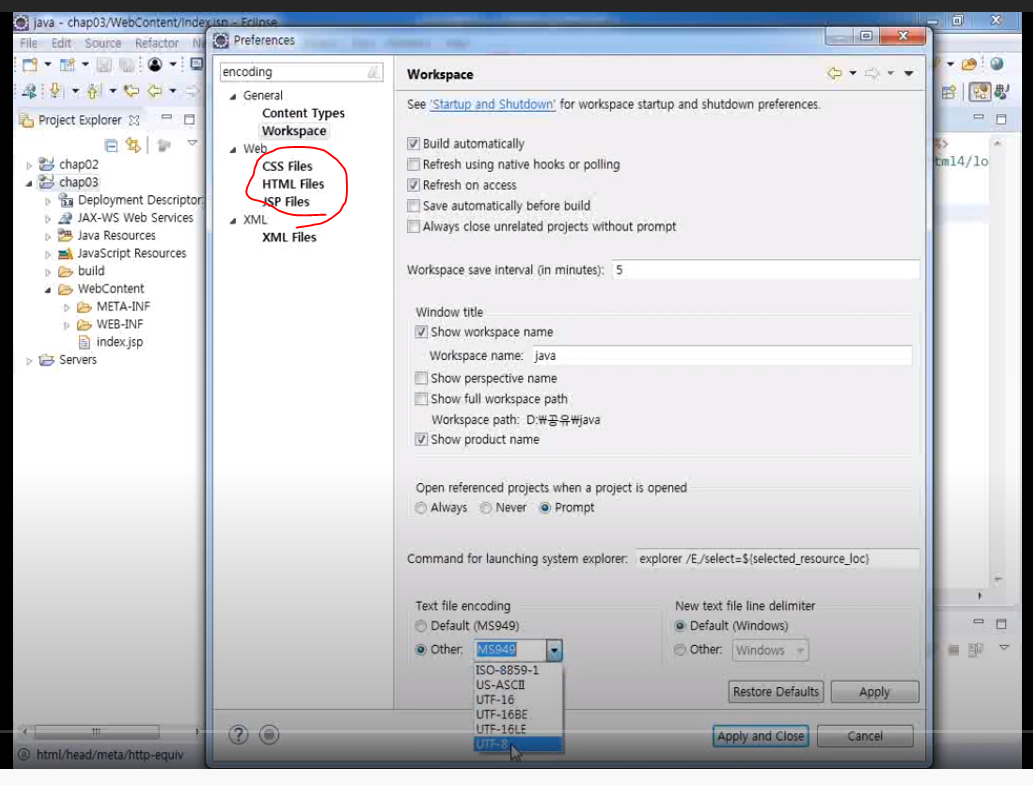 java - chap03/WebContent/index.jsp - Eclipse
File Edit Source Refactor
Preferences
encoding
General
Content Types
Workspace
Web
CSS Files
HTML Files
JSP Files
XML
XML Files
Project Explorer
chap02
chap03
Deployment Descriptor:
JAX-WS Web Services
Java Resources
JavaScript Resources
build
WebContent
META-INF
WEB-INF
index.jsp
Servers
Workspace
See 'Startup and Shutdown' for workspace startup and shutdown preferences.
Build automatically
Refresh using native hooks or polling
Refresh on access
Save automatically before build
Always close unrelated projects without prompt
Workspace save interval (in minutes): 5
Window title
Show workspace name
Workspace name: java
Show perspective name
Show full workspace path
Workspace path: D:₩공유₩java
Show product name
Open referenced projects when a project is opened
Always Never Prompt
Command for launching system explorer: explorer /E,/select=${selected_resource_loc}
Text file encoding
Default (MS949)
Other: MS949
ISO-8859-1
US-ASCII
UTF-16
UTF-16BE
UTF-16LE
UTF-8
New text file line delimiter
Default (Windows)
Other: Windows
Restore Defaults Apply
Apply and Close Cancel
%>
tml4/lo
html/head/meta/http-equiv